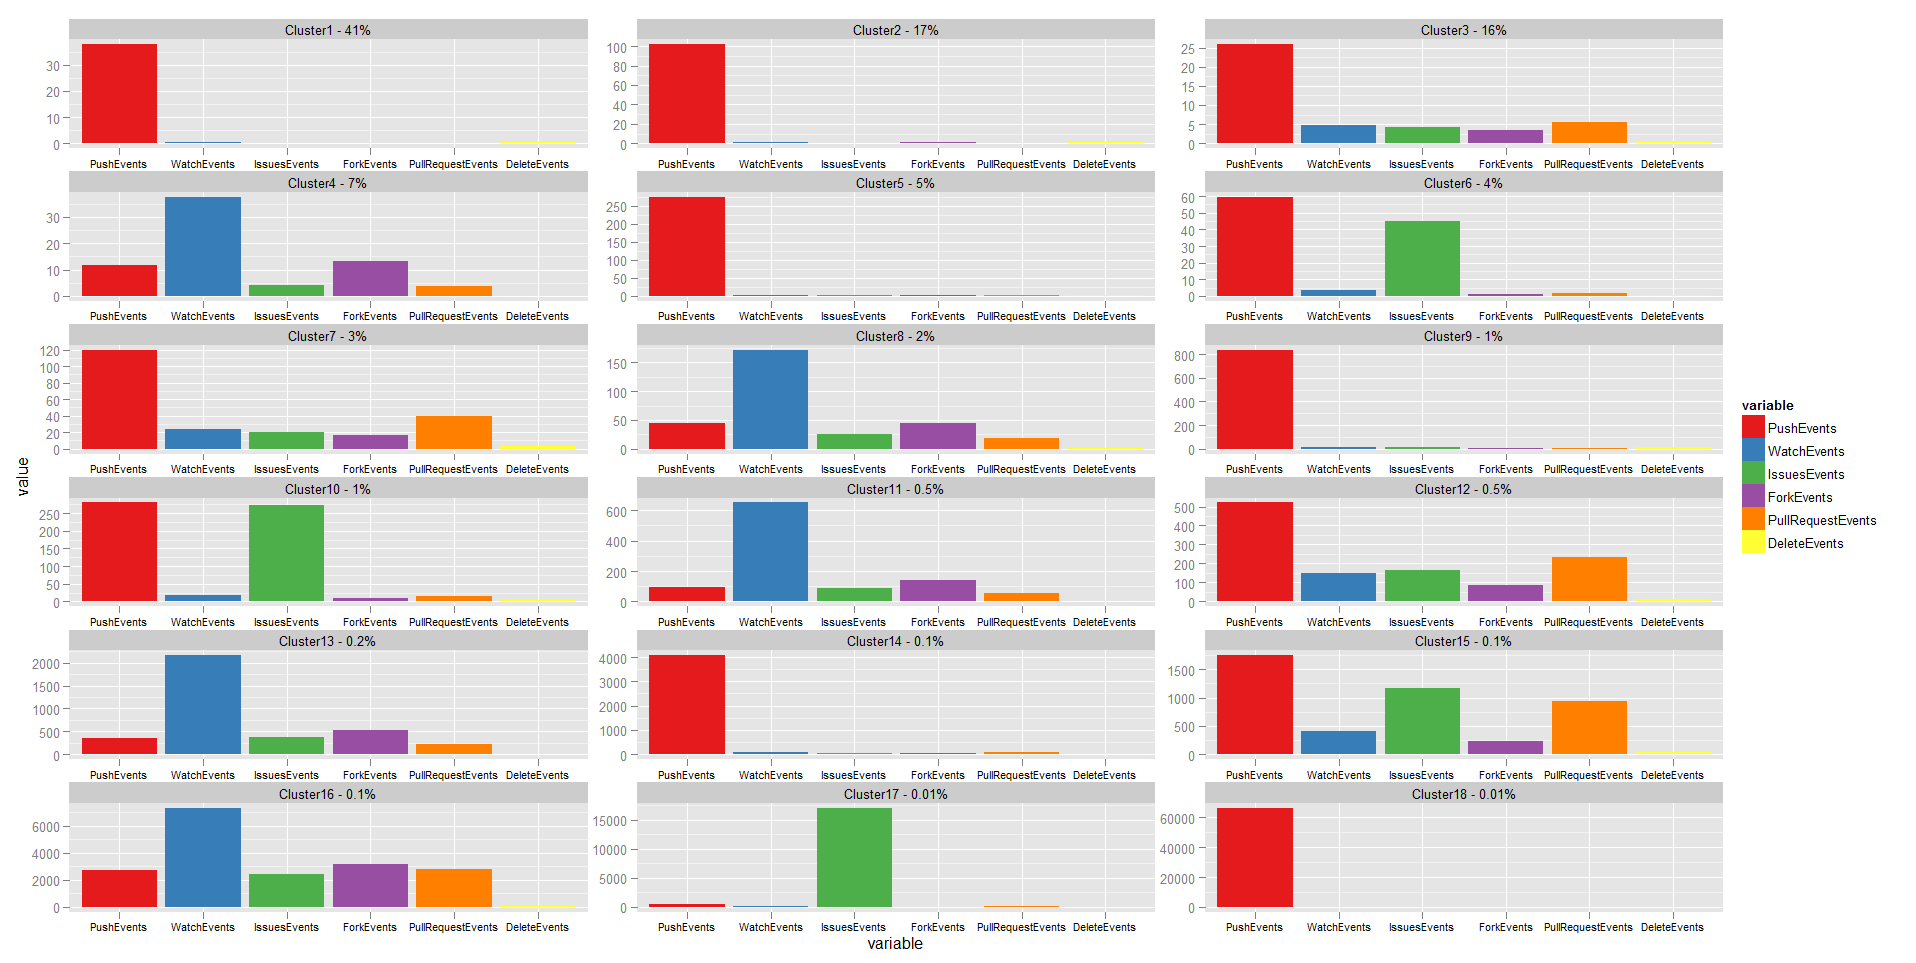 Cluster1 - 41%
Cluster2 - 17%
Cluster3 - 16%
30
20
10
0
100
80
60
40
20
0
25
20
15
10
5
0
PushEvents WatchEvents IssuesEvents ForkEvents PullRequestEvents DeleteEvents
PushEvents WatchEvents IssuesEvents ForkEvents PullRequestEvents DeleteEvents
PushEvents WatchEvents IssuesEvents ForkEvents PullRequestEvents DeleteEvents
Cluster4 - 7%
Cluster5 - 5%
Cluster6 - 4%
30
20
10
0
250
200
150
100
50
0
60
50
40
30
20
10
0
PushEvents WatchEvents IssuesEvents ForkEvents PullRequestEvents DeleteEvents
PushEvents WatchEvents IssuesEvents ForkEvents PullRequestEvents DeleteEvents
PushEvents WatchEvents IssuesEvents ForkEvents PullRequestEvents DeleteEvents
Cluster7 - 3%
Cluster8 - 2%
Cluster9 - 1%
120
100
80
60
40
20
0
150
100
50
0
800
600
400
200
0
PushEvents WatchEvents IssuesEvents ForkEvents PullRequestEvents DeleteEvents
PushEvents WatchEvents IssuesEvents ForkEvents PullRequestEvents DeleteEvents
PushEvents WatchEvents IssuesEvents ForkEvents PullRequestEvents DeleteEvents
Cluster10 - 1%
Cluster11 - 0.5%
Cluster12 - 0.5%
250
200
150
100
50
0
600
400
200
0
500
400
300
200
100
0
PushEvents WatchEvents IssuesEvents ForkEvents PullRequestEvents DeleteEvents
PushEvents WatchEvents IssuesEvents ForkEvents PullRequestEvents DeleteEvents
PushEvents WatchEvents IssuesEvents ForkEvents PullRequestEvents DeleteEvents
Cluster13 - 0.2%
Cluster14 - 0.1%
Cluster15 - 0.1%
2000
1500
1000
500
0
4000
3000
2000
1000
0
1500
1000
500
0
PushEvents WatchEvents IssuesEvents ForkEvents PullRequestEvents DeleteEvents
PushEvents WatchEvents IssuesEvents ForkEvents PullRequestEvents DeleteEvents
PushEvents WatchEvents IssuesEvents ForkEvents PullRequestEvents DeleteEvents
Cluster16 - 0.1%
Cluster17 - 0.01%
Cluster18 - 0.01%
6000
4000
2000
0
15000
10000
5000
0
60000
40000
20000
0
PushEvents WatchEvents IssuesEvents ForkEvents PullRequestEvents DeleteEvents
PushEvents WatchEvents IssuesEvents ForkEvents PullRequestEvents DeleteEvents
PushEvents WatchEvents IssuesEvents ForkEvents PullRequestEvents DeleteEvents
value
variable
variable
PushEvents
WatchEvents
IssuesEvents
ForkEvents
PullRequestEvents
DeleteEvents